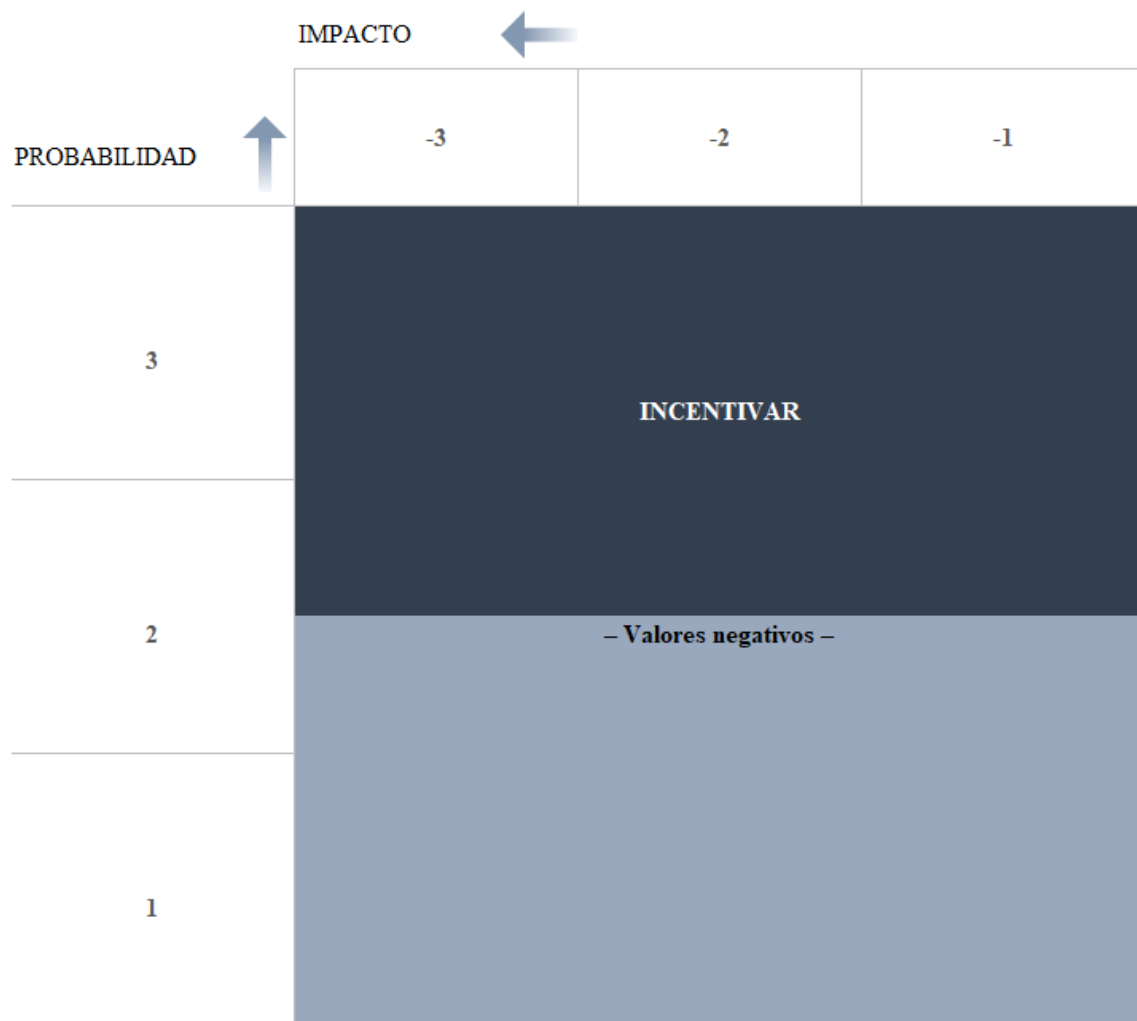 IMPACTO
PROBABILIDAD
-3 -2 -1
3
INCENTIVAR
2
– Valores negativos –
1